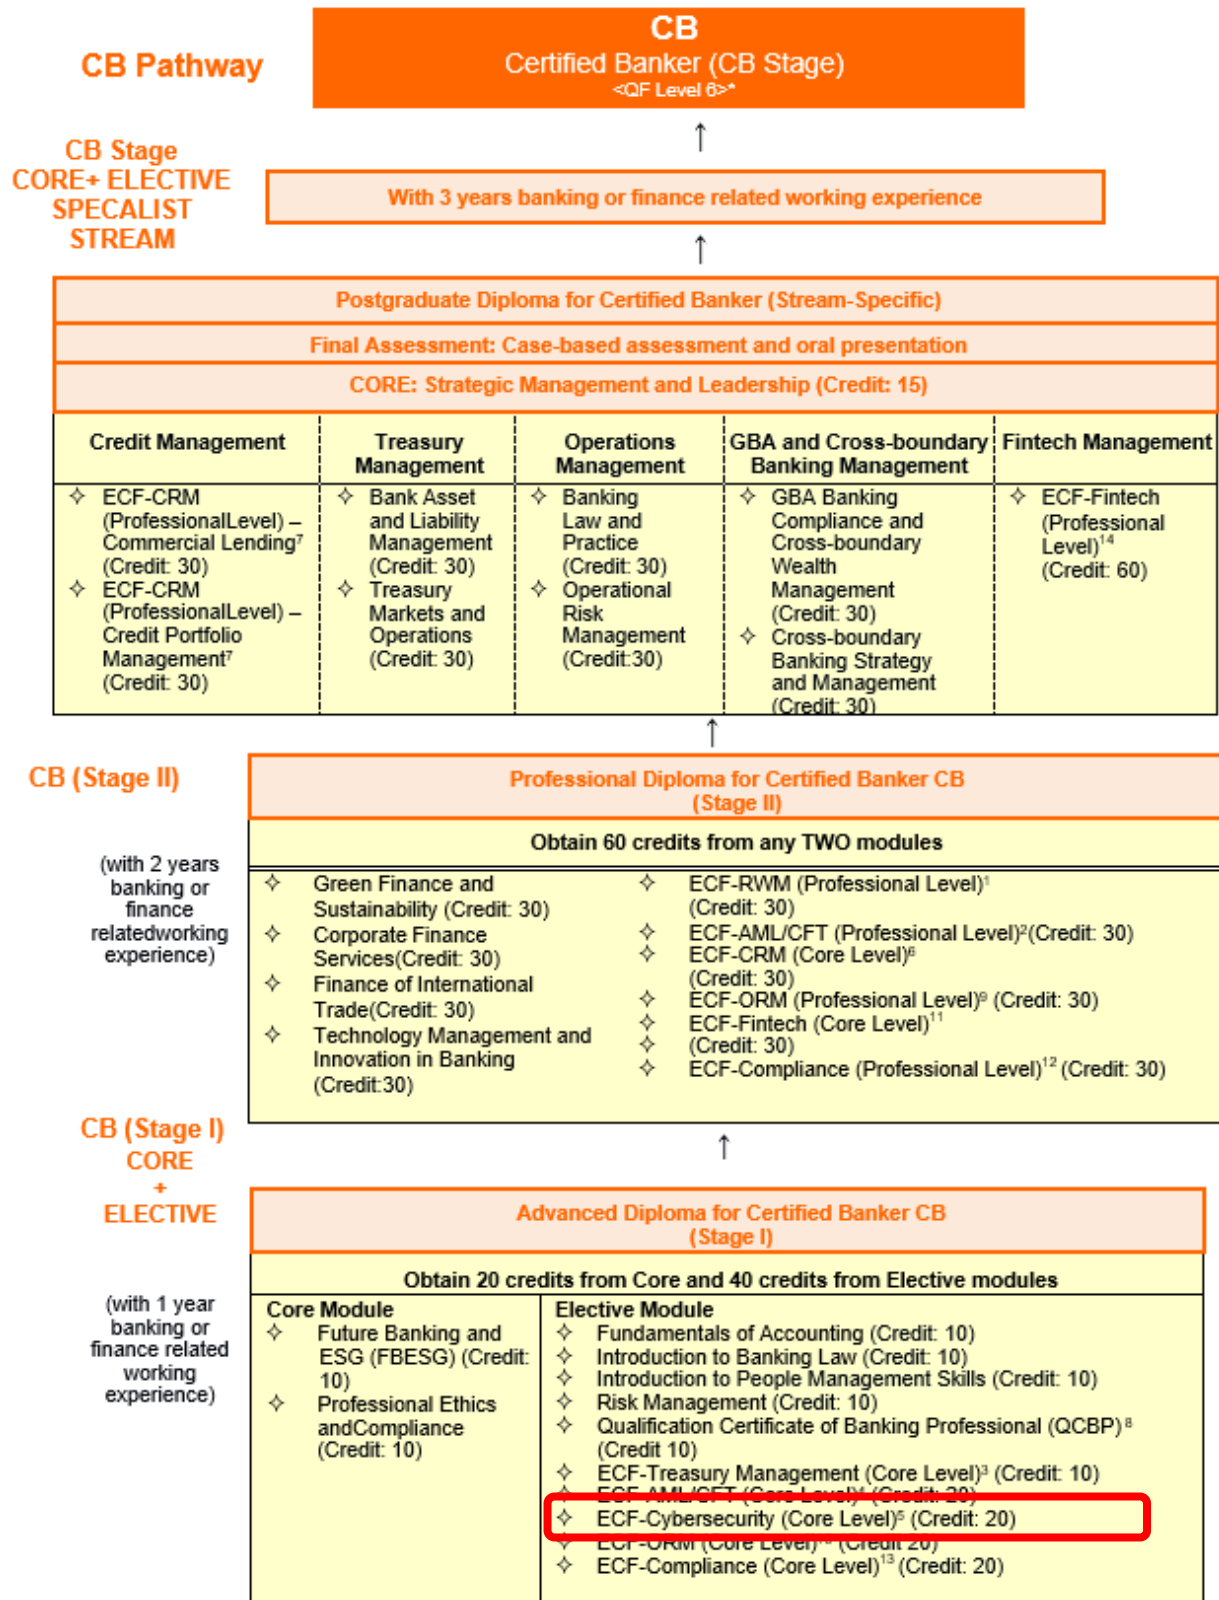 CB
Certified Banker (CB Stage)
<QF Level 6>*
CB Pathway
↑
CB Stage
CORE+ ELECTIVE
SPECALIST
STREAM
With 3 years banking or finance related working experience
↑
Postgraduate Diploma for Certified Banker (Stream-Specific)
Final Assessment: Case-based assessment and oral presentation
CORE: Strategic Management and Leadership (Credit: 15)
Credit Management
✧ ECF-CRM
(ProfessionalLevel) –
Commercial Lending⁷
(Credit: 30)
✧ ECF-CRM
(ProfessionalLevel) –
Credit Portfolio
Management⁷
(Credit: 30)
Treasury
Management
✧ Bank Asset
and Liability
Management
(Credit: 30)
✧ Treasury
Markets and
Operations
(Credit: 30)
Operations
Management
✧ Banking
Law and
Practice
(Credit: 30)
✧ Operational
Risk
Management
(Credit:30)
GBA and Cross-boundary
Banking Management
✧ GBA Banking
Compliance and
Cross-boundary
Wealth
Management
(Credit: 30)
✧ Cross-boundary
Banking Strategy
and Management
(Credit: 30)
Fintech Management
✧ ECF-Fintech
(Professional
Level)¹⁴
(Credit: 60)
↑
CB (Stage II)
(with 2 years
banking or
finance
relatedworking
experience)
Professional Diploma for Certified Banker CB
(Stage II)
Obtain 60 credits from any TWO modules
✧ Green Finance and
Sustainability (Credit: 30)
✧ Corporate Finance
Services(Credit: 30)
✧ Finance of International
Trade(Credit: 30)
✧ Technology Management and
Innovation in Banking
(Credit:30)
✧ ECF-RWM (Professional Level)¹
(Credit: 30)
✧ ECF-AML/CFT (Professional Level)²(Credit: 30)
✧ ECF-CRM (Core Level)⁶
(Credit: 30)
✧ ECF-ORM (Professional Level)⁹ (Credit: 30)
✧ ECF-Fintech (Core Level)¹¹
✧ (Credit: 30)
✧ ECF-Compliance (Professional Level)¹² (Credit: 30)
↑
CB (Stage I)
CORE
+
ELECTIVE
(with 1 year
banking or
finance related
working
experience)
Advanced Diploma for Certified Banker CB
(Stage I)
Obtain 20 credits from Core and 40 credits from Elective modules
Core Module
✧ Future Banking and
ESG (FBESG) (Credit:
10)
✧ Professional Ethics
andCompliance
(Credit: 10)
Elective Module
✧ Fundamentals of Accounting (Credit: 10)
✧ Introduction to Banking Law (Credit: 10)
✧ Introduction to People Management Skills (Credit: 10)
✧ Risk Management (Credit: 10)
✧ Qualification Certificate of Banking Professional (QCBP) ⁸
(Credit 10)
✧ ECF-Treasury Management (Core Level)³ (Credit: 10)
✧ ECF-AML/CFT (Core Level)⁴ (Credit: 20)
✧ ECF-Cybersecurity (Core Level)⁵ (Credit: 20)
✧ ECF-ORM (Core Level) (Credit 20)
✧ ECF-Compliance (Core Level)¹³ (Credit: 20)